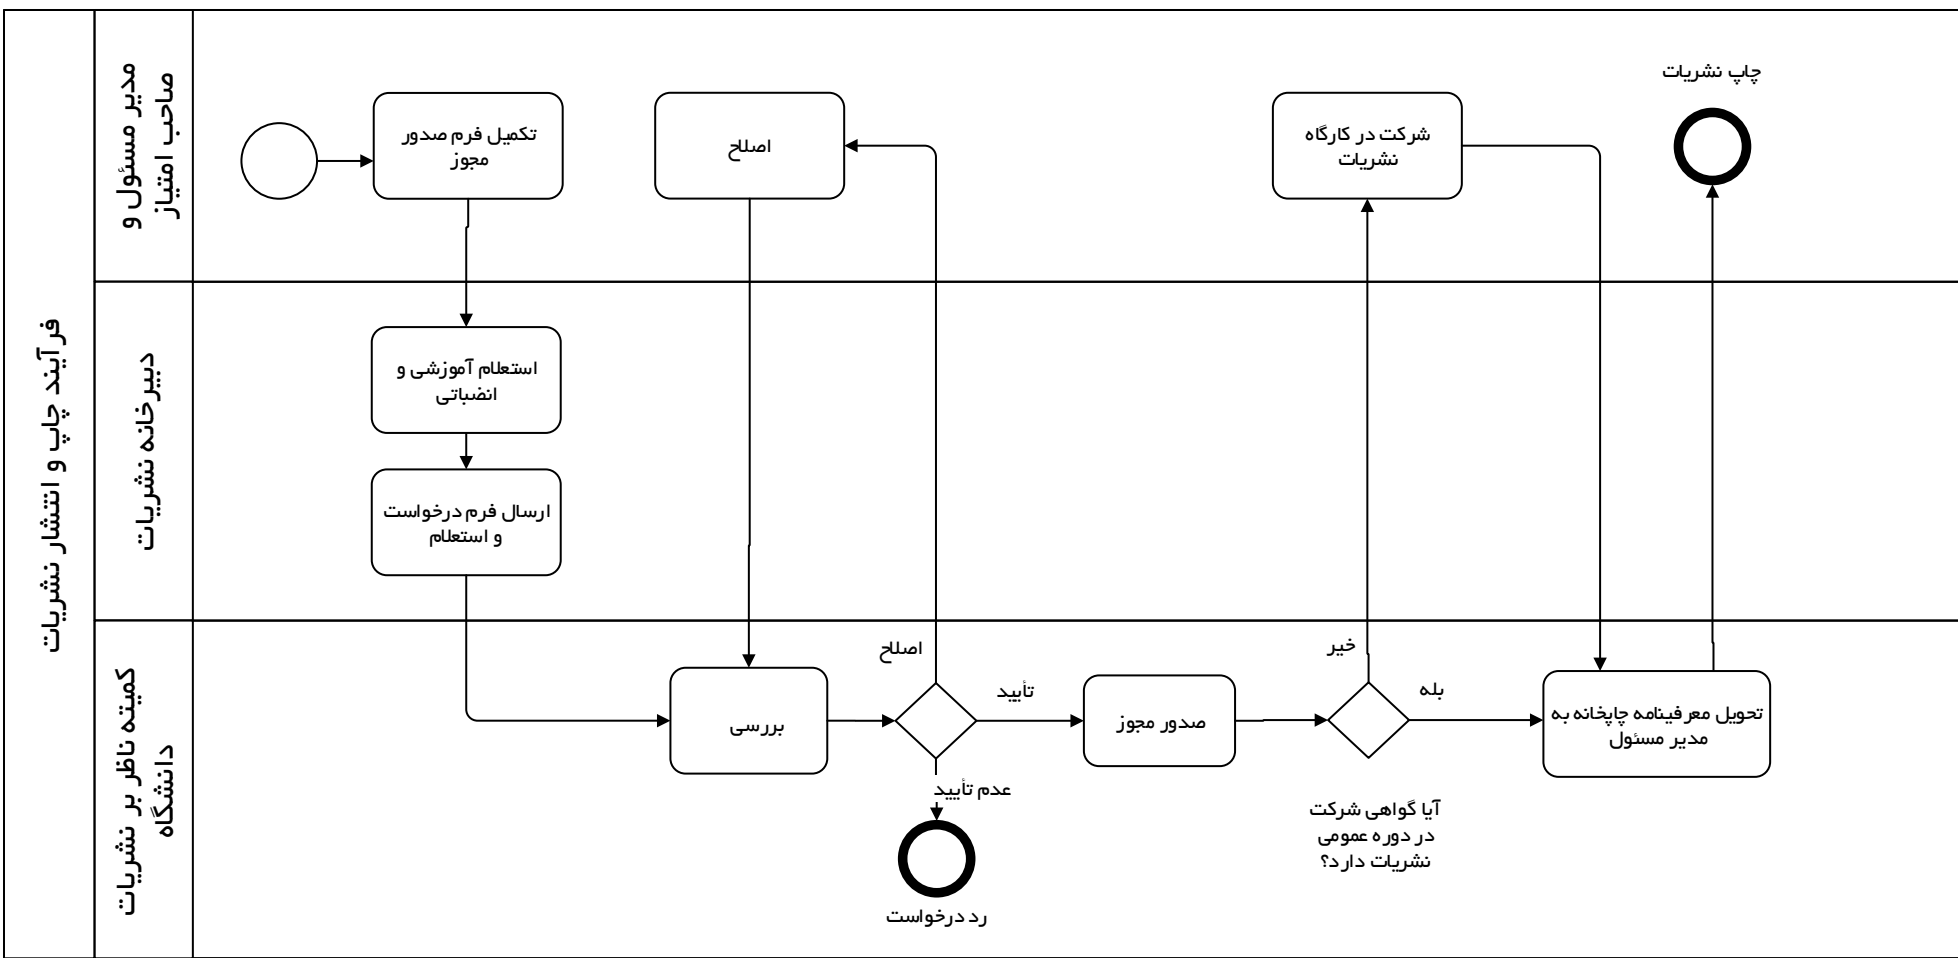 فرآیند چاپ و انتشار نشریات
مدیر مسئول و
صاحب امتیاز
تکمیل فرم صدور
مجوز
اصلاح
شرکت در کارگاه
نشریات
چاپ نشریات
دبیرخانه نشریات
استعلام آموزشی و
انضباتی
ارسال فرم درخواست
و استعلام
کمیته ناظر بر نشریات
دانشگاه
بررسی
اصلاح
تأیید
عدم تأیید
رد درخواست
صدور مجوز
خیر
بله
آیا گواهی شرکت
در دوره عمومی
نشریات دارد؟
تحویل معرفینامه چاپخانه به
مدیر مسئول